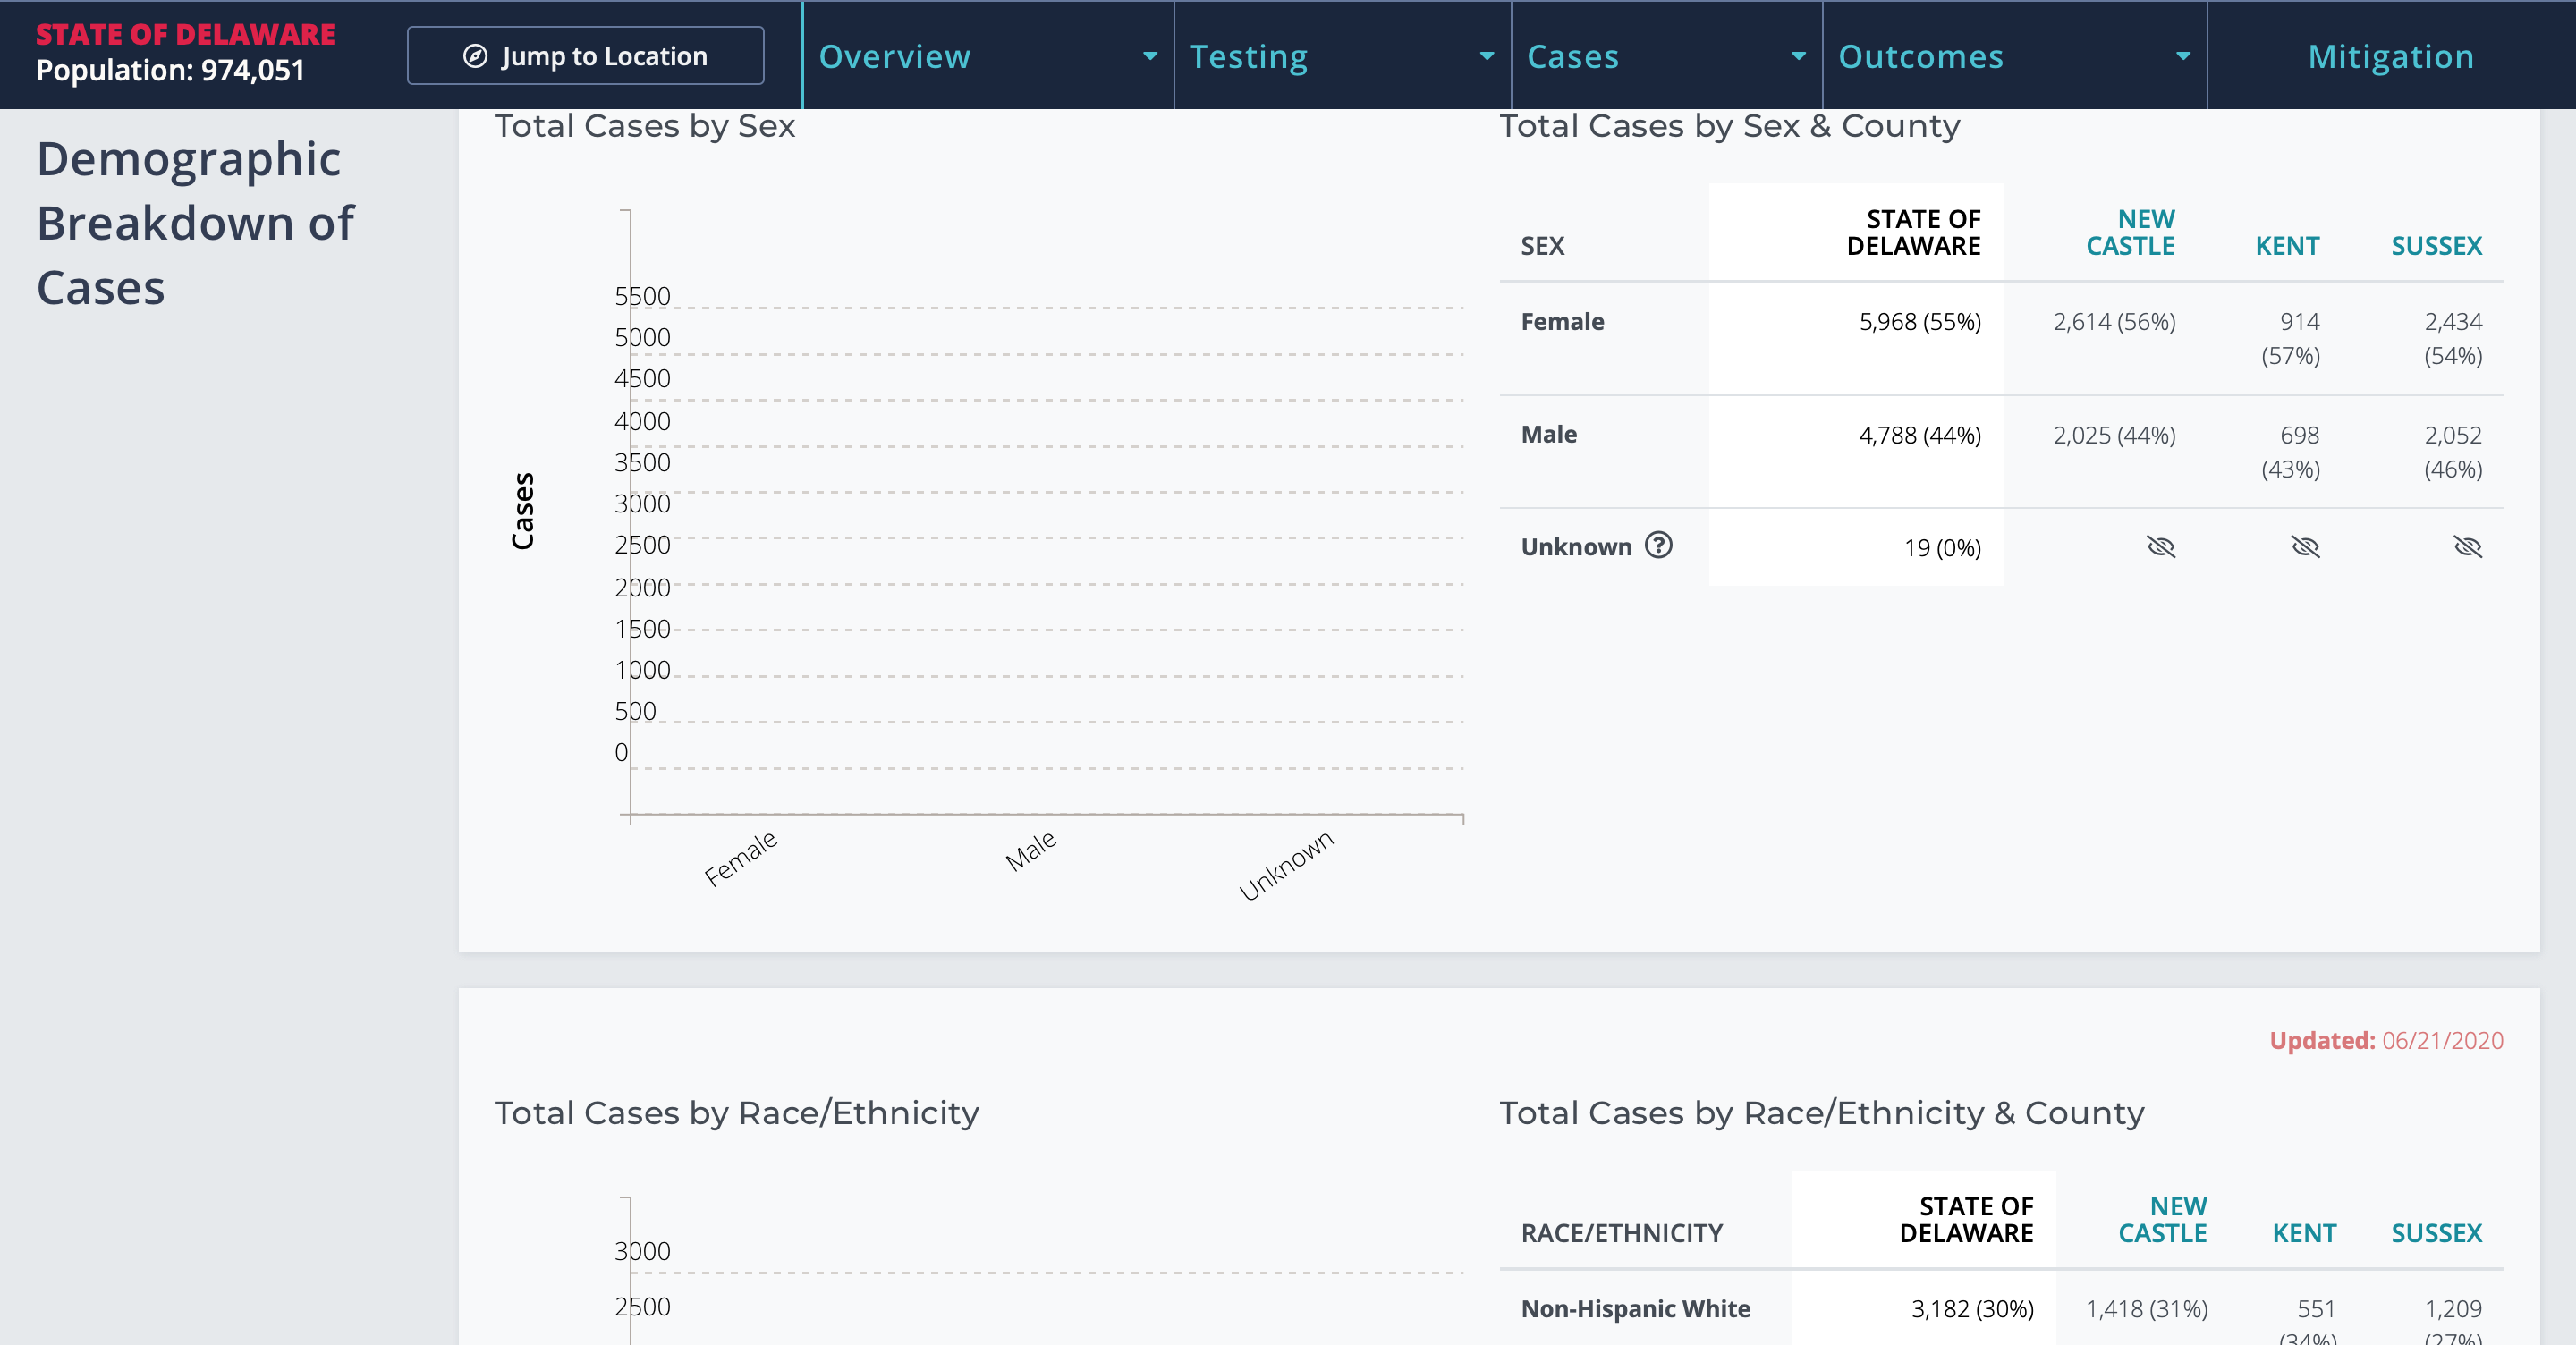 STATE OF DELAWARE
Population: 974,051
Jump to Location
Overview
Testing
Cases
Outcomes
Mitigation
Demographic
Breakdown of
Cases
Total Cases by Sex
Cases
5500
5000
4500
4000
3500
3000
2500
2000
1500
1000
500
0
Female
Male
Unknown
Total Cases by Sex & County
SEX STATE OF DELAWARE NEW CASTLE KENT SUSSEX
Female 5,968 (55%) 2,614 (56%) 914 (57%) 2,434 (54%)
Male 4,788 (44%) 2,025 (44%) 698 (43%) 2,052 (46%)
Unknown ? 19 (0%)
Updated: 06/21/2020
Total Cases by Race/Ethnicity
3000
2500
Total Cases by Race/Ethnicity & County
RACE/ETHNICITY STATE OF DELAWARE NEW CASTLE KENT SUSSEX
Non-Hispanic White 3,182 (30%) 1,418 (31%) 551 (34%) 1,209 (27%)